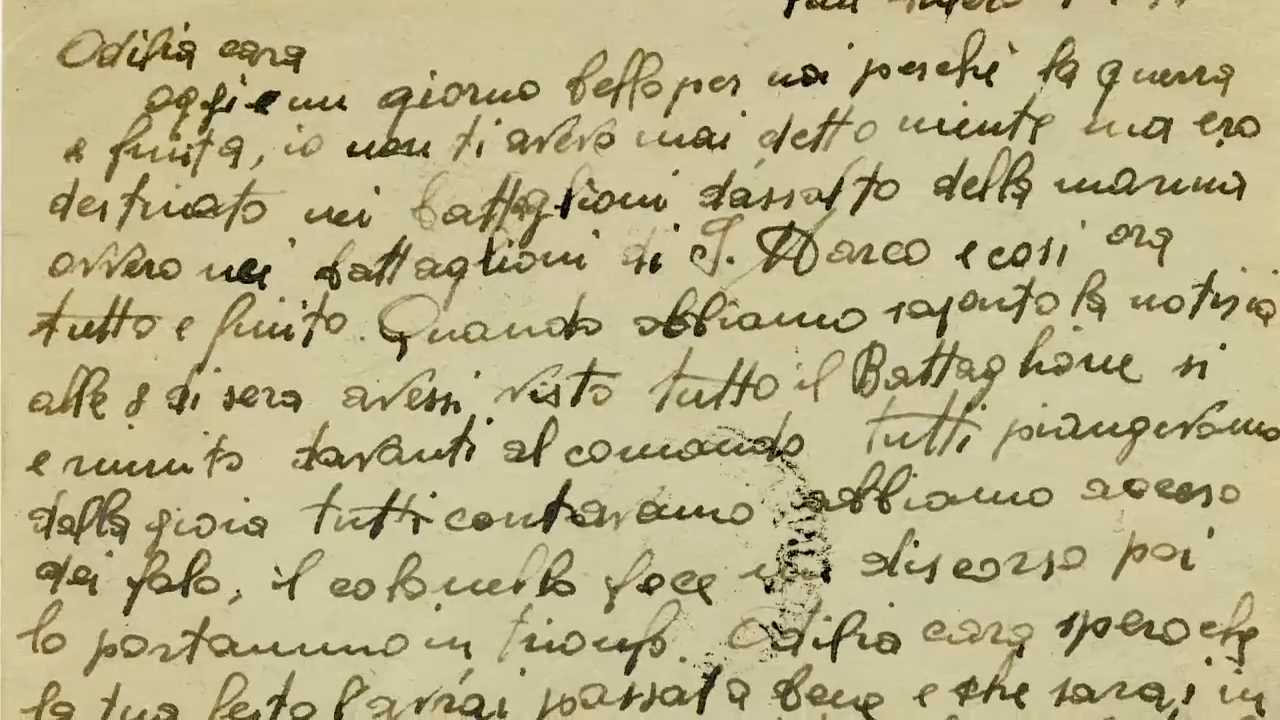 Odilia cara
oggi e un giorno bello per noi perchè la guerra
e finita, io non ti avevo mai detto niente ma ero
destinato nei battaglioni dassalto della marina
ovvero nei battaglioni di S. Marco e cosi ora
tutto e finito. Quando abbiamo saputo la notizia
alle 8 di sera avessi visto tutto il Battaglione si
e riunito davanti al comando tutti piangevamo
dalla gioia tutti cantavamo abbiamo acceso
dei falo, il colonello fece un discorso poi
lo portammo in trionfo. Odilia cara spero che
la tua festa l'avrai passata bene e che sarai in